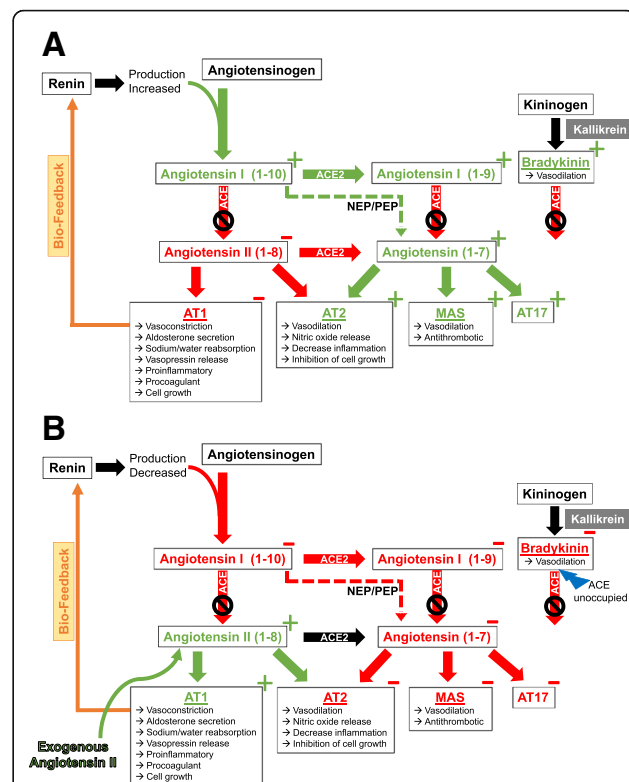 A
Renin
Production
Increased
Angiotensinogen
Kininogen
Kallikrein
Bio-Feedback
Angiotensin I (1-10)
+
ACE2
Angiotensin I (1-9)
+
Bradykinin
+
→ Vasodilation
NEP/PEP
ACE
ACE
ACE
Angiotensin II (1-8)
−
ACE2
Angiotensin (1-7)
+
AT1
−
→ Vasoconstriction
→ Aldosterone secretion
→ Sodium/water reabsorption
→ Vasopressin release
→ Proinflammatory
→ Procoagulant
→ Cell growth
AT2
+
→ Vasodilation
→ Nitric oxide release
→ Decrease inflammation
→ Inhibition of cell growth
MAS
+
→ Vasodilation
→ Antithrombotic
AT17
+
B
Renin
Production
Decreased
Angiotensinogen
Kininogen
Kallikrein
Bio-Feedback
Angiotensin I (1-10)
−
ACE2
Angiotensin I (1-9)
−
Bradykinin
−
→ Vasodilation
NEP/PEP
ACE
ACE
ACE
ACE
unoccupied
Angiotensin II (1-8)
+
ACE2
Angiotensin (1-7)
−
AT1
+
→ Vasoconstriction
→ Aldosterone secretion
→ Sodium/water reabsorption
→ Vasopressin release
→ Proinflammatory
→ Procoagulant
→ Cell growth
AT2
−
→ Vasodilation
→ Nitric oxide release
→ Decrease inflammation
→ Inhibition of cell growth
MAS
−
→ Vasodilation
→ Antithrombotic
AT17
−
Exogenous
Angiotensin II